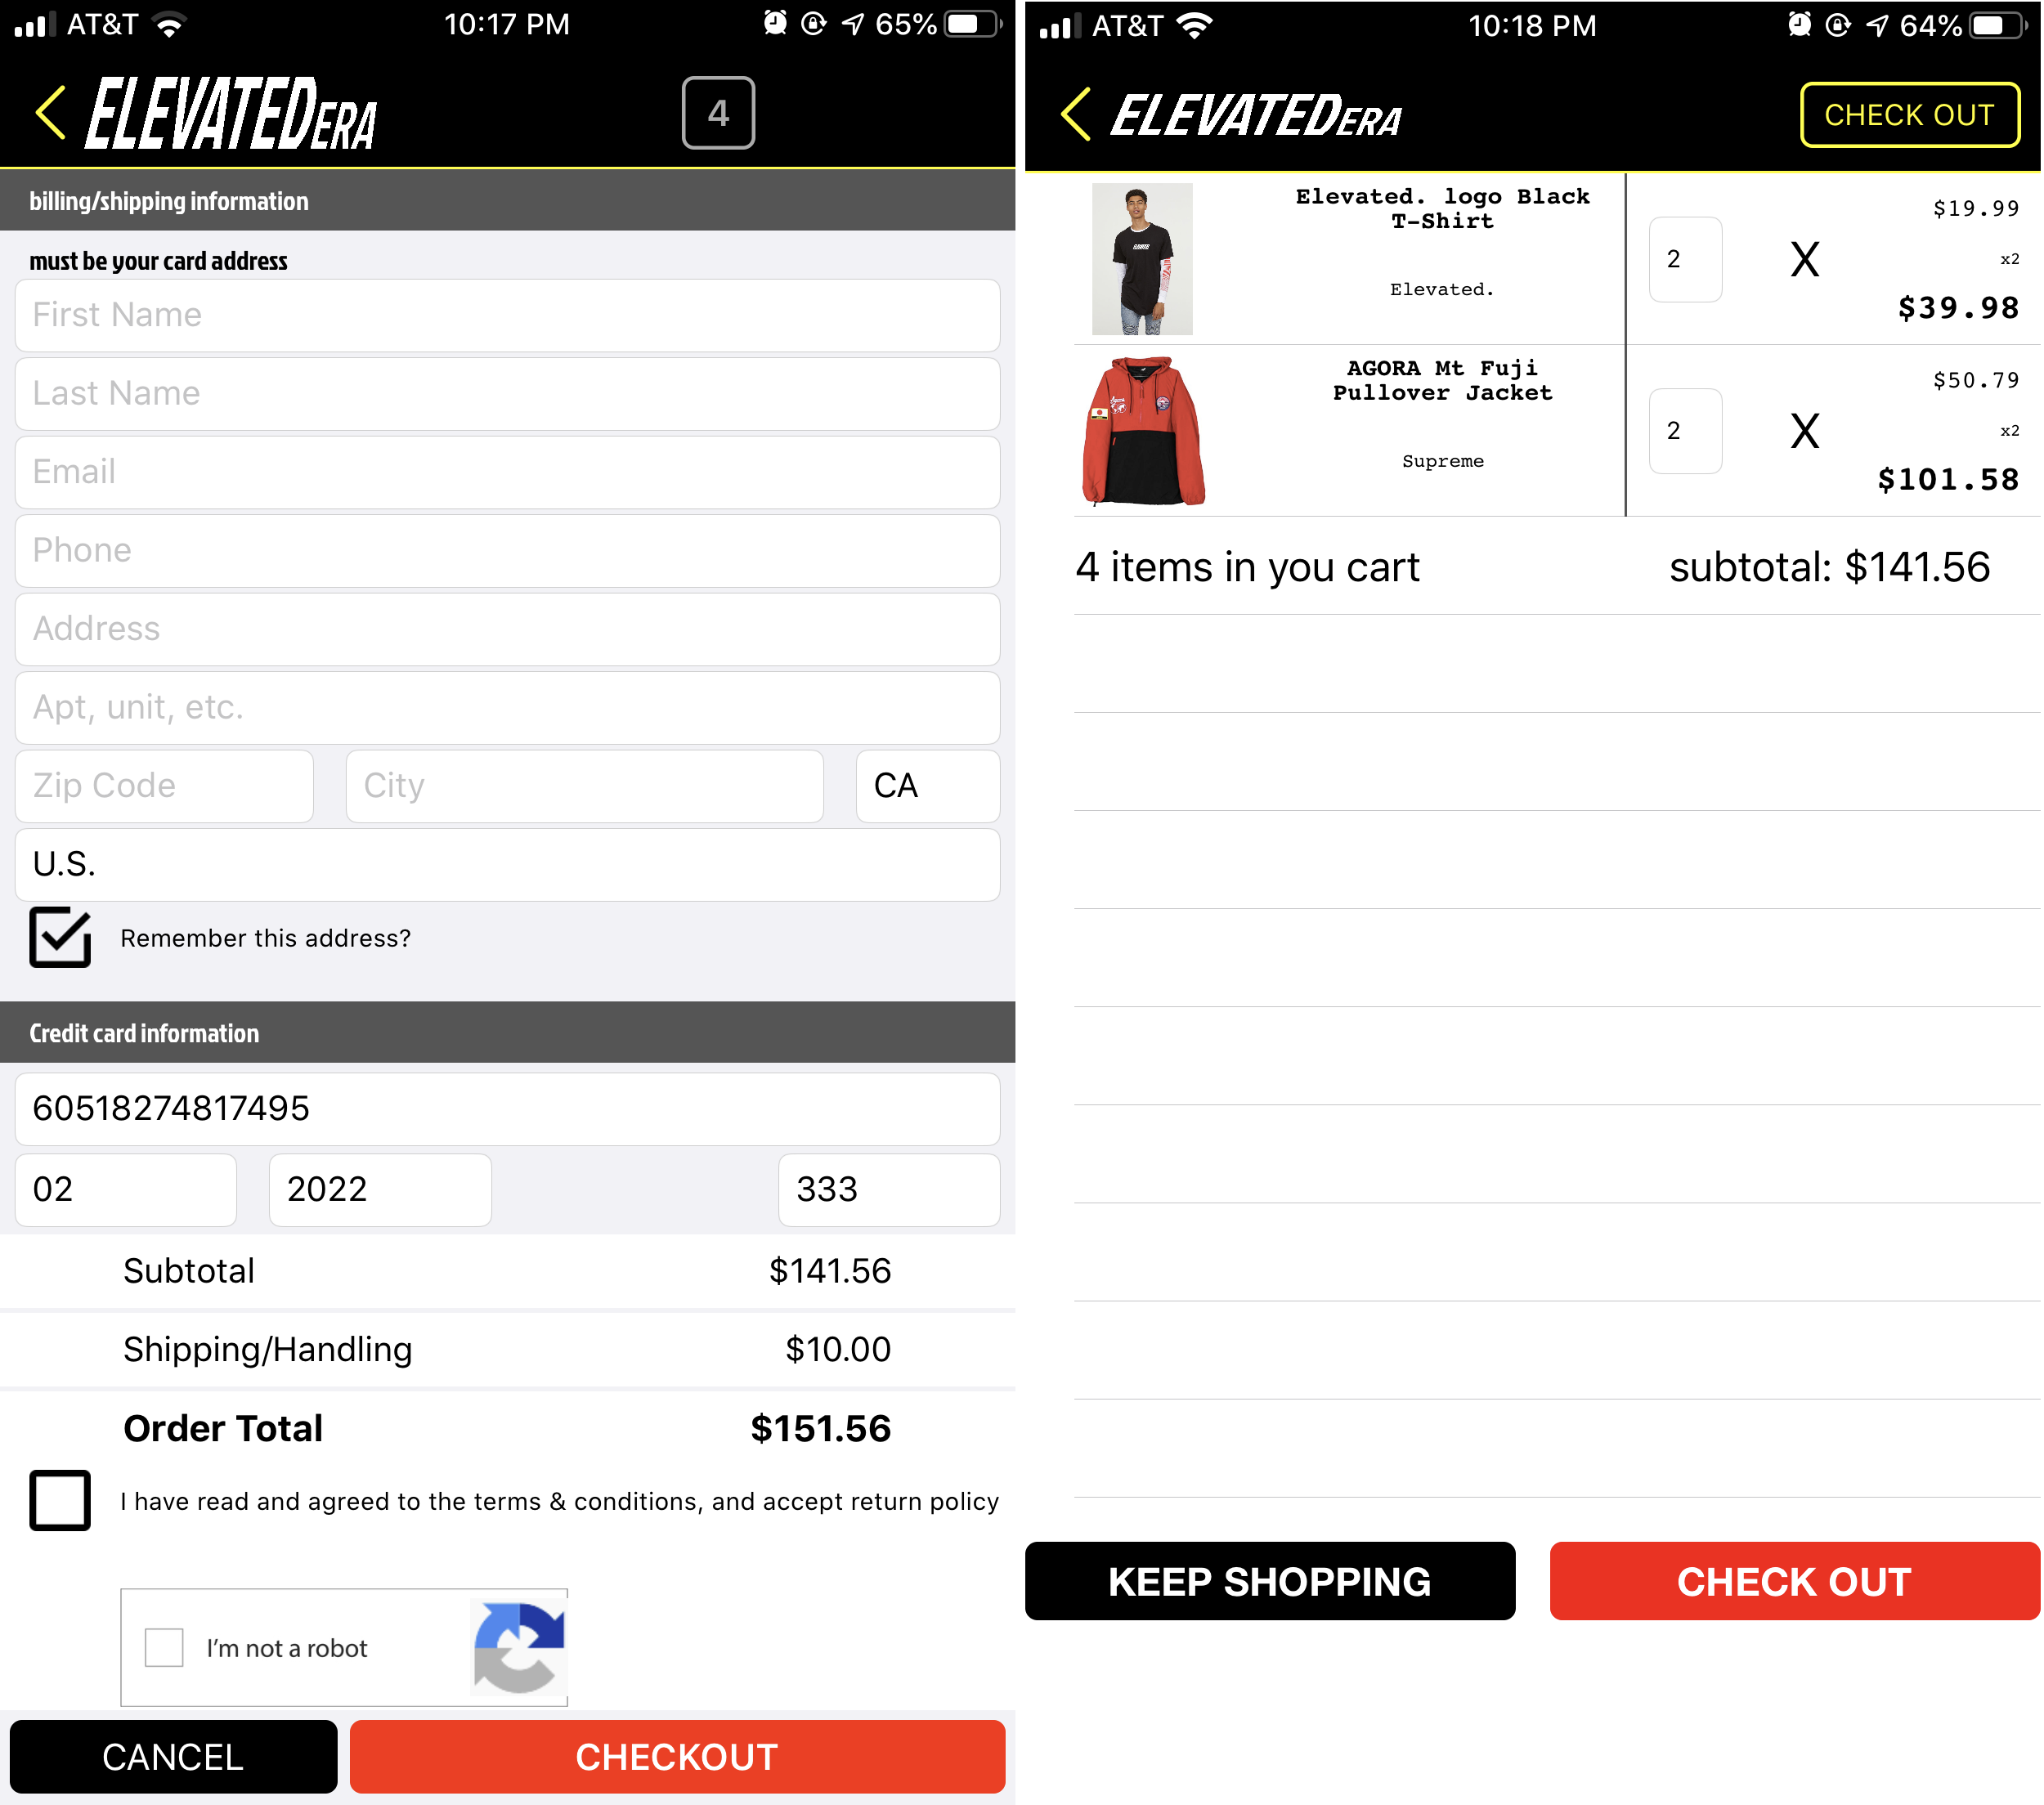 AT&T 10:17 PM 65%
ELEVATEDERA 4
billing/shipping information
must be your card address
First Name
Last Name
Email
Phone
Address
Apt, unit, etc.
Zip Code City CA
U.S.
Remember this address?
Credit card information
60518274817495
02 2022 333
Subtotal $141.56
Shipping/Handling $10.00
Order Total $151.56
I have read and agreed to the terms & conditions, and accept return policy
I'm not a robot
CANCEL CHECKOUT
AT&T 10:18 PM 64%
ELEVATEDERA CHECK OUT
Elevated. logo Black
T-Shirt
Elevated.
2 X
$19.99
x2
$39.98
AGORA Mt Fuji
Pullover Jacket
Supreme
2 X
$50.79
x2
$101.58
4 items in you cart subtotal: $141.56
KEEP SHOPPING CHECK OUT